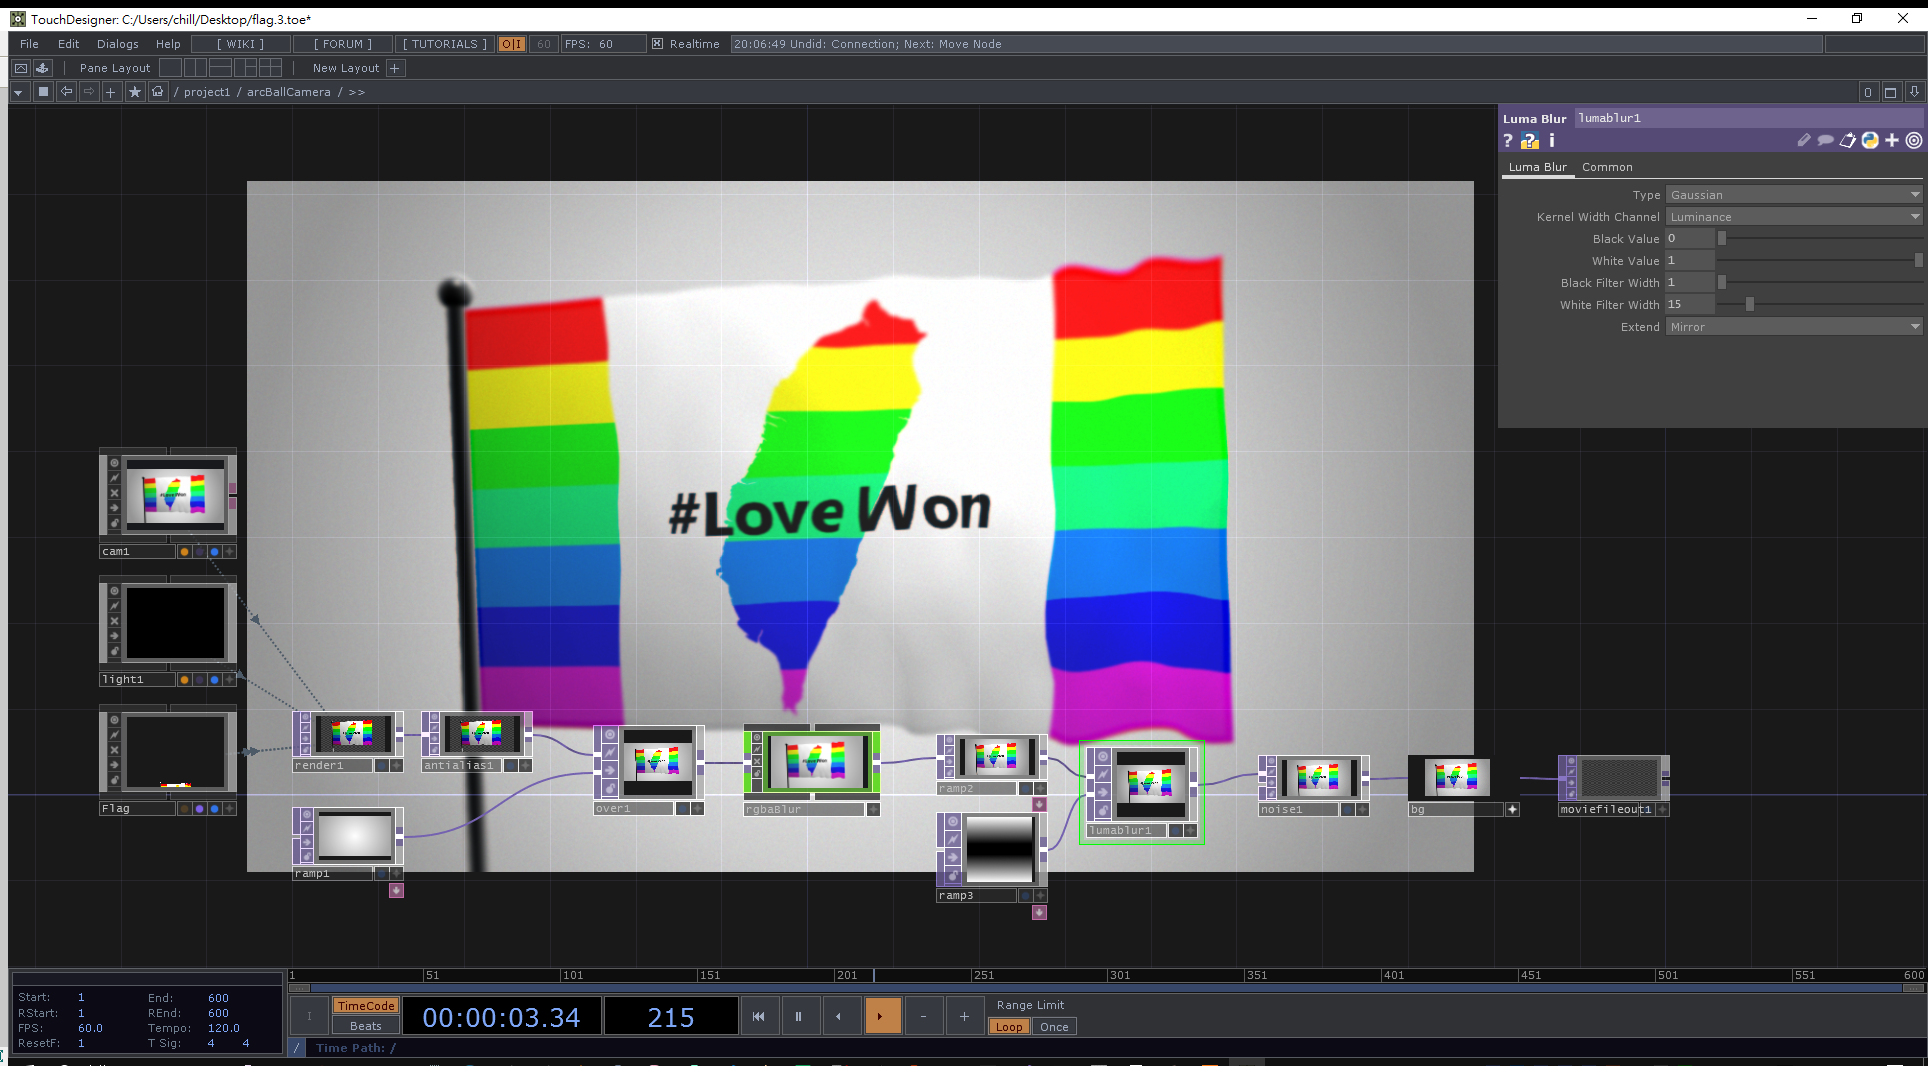 TouchDesigner: C:/Users/chill/Desktop/flag.3.toe*
File Edit Dialogs Help [ WIKI ] [ FORUM ] [ TUTORIALS ] O|I 60 FPS: 60 Realtime 20:06:49 Undid: Connection; Next: Move Node
Pane Layout New Layout +
/ project1 / arcBallCamera / >> 0
Luma Blur lumablur1
? ? i
Luma Blur Common
Type Gaussian
Kernel Width Channel Luminance
Black Value 0
White Value 1
Black Filter Width 1
White Filter Width 15
Extend Mirror
#LoveWon
cam1
light1
Flag
render1
antialias1
ramp1
over1
rgbaBlur
ramp2
ramp3
lumablur1
noise1
bg
moviefileout1
1 51 101 151 201 251 301 351 401 451 501 551 600
Start: 1 End: 600
RStart: 1 REnd: 600
FPS: 60.0 Tempo: 120.0
ResetF: 1 T Sig: 4 4
TimeCode
Beats
00:00:03.34
215
- +
Range Limit
Loop Once
/ Time Path: /